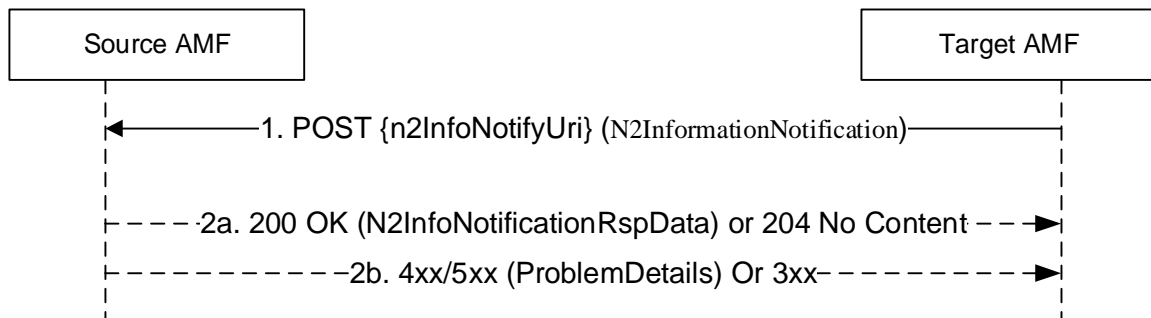 Source AMF
Target AMF
1. POST {n2InfoNotifyUri} (N2InformationNotification)
2a. 200 OK (N2InfoNotificationRspData) or 204 No Content
2b. 4xx/5xx (ProblemDetails) Or 3xx